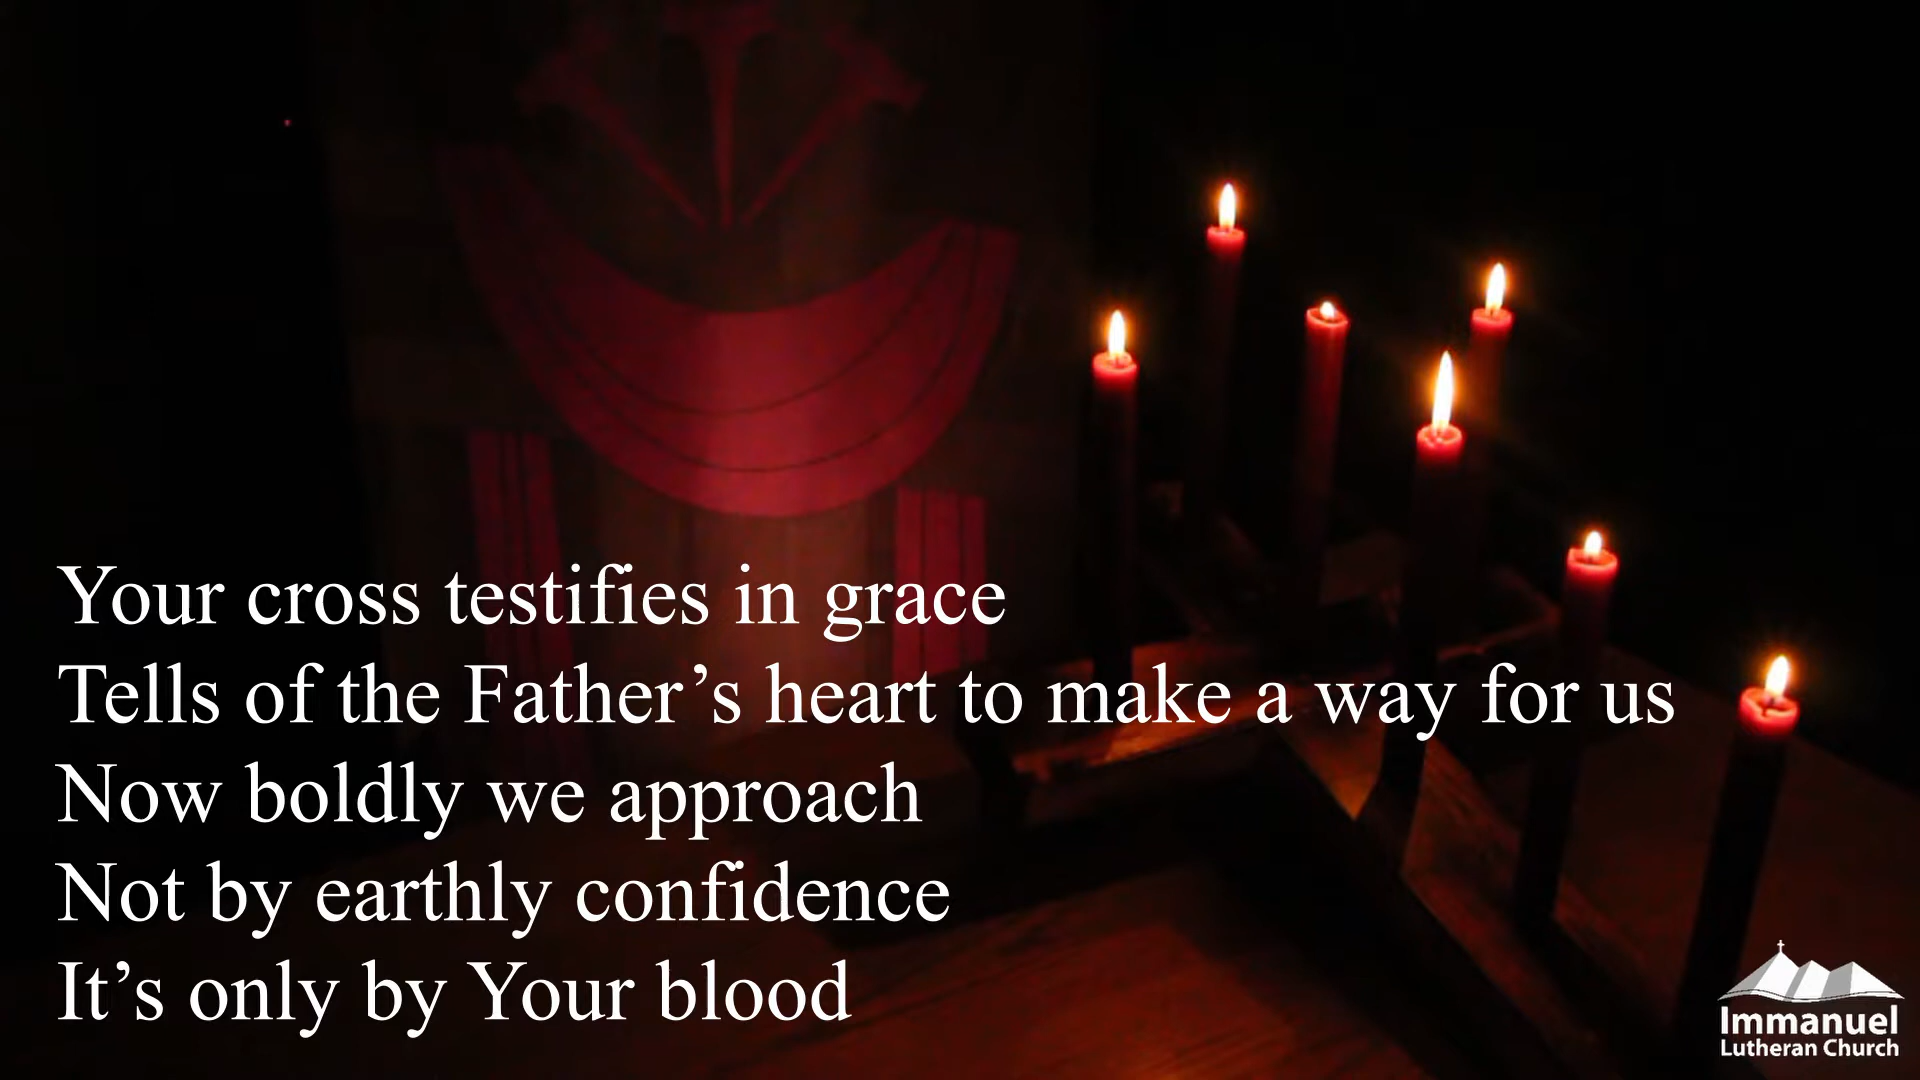 Your cross testifies in grace
Tells of the Father’s heart to make a way for us
Now boldly we approach
Not by earthly confidence
It’s only by Your blood
Immanuel
Lutheran Church